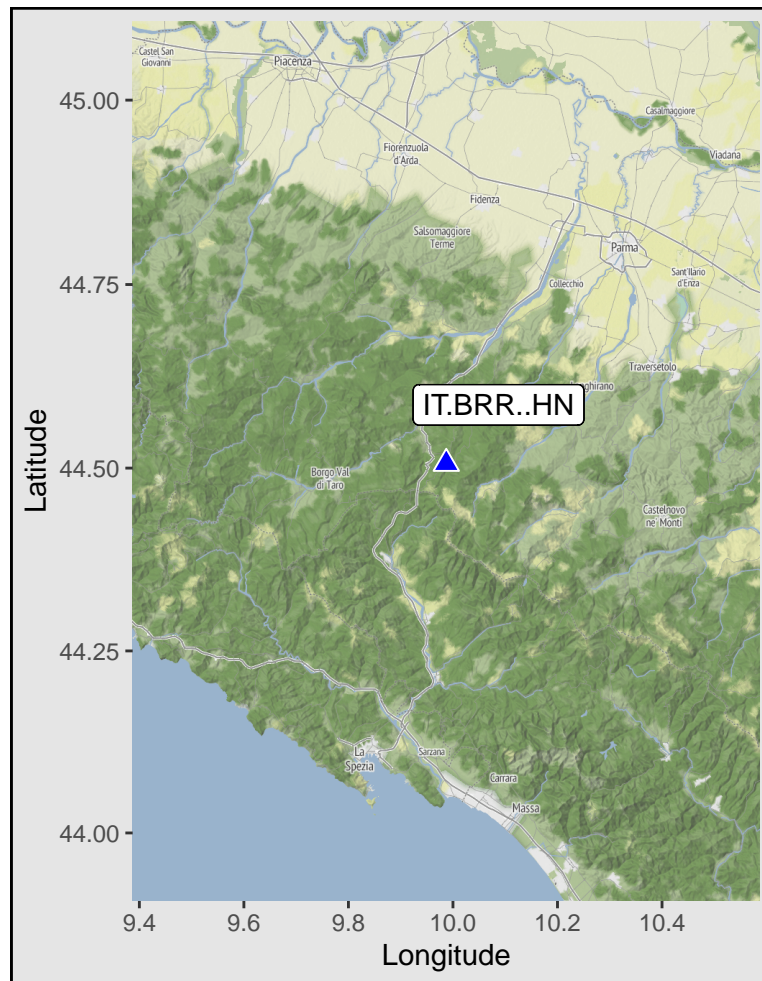 Castel San
Giovanni
Piacenza
45.00
Casalmaggiore
Fiorenzuola
d'Arda
Viadana
Fidenza
Salsomaggiore
Terme
Parma
44.75
Collecchio
Sant'Ilario
d'Enza
Traversetolo
IT.BRR..HN
Latitude
44.50
Borgo Val
di Taro
Castelnovo
ne' Monti
44.25
La
Spezia
Sarzana
Carrara
Massa
44.00
9.4
9.6
9.8
10.0
10.2
10.4
Longitude